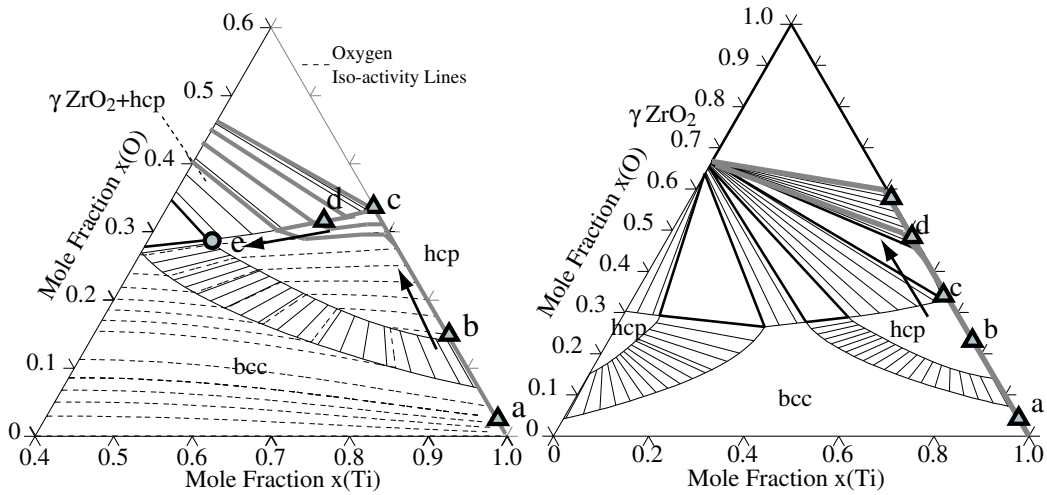 0.6
Oxygen
Iso-activity Lines
0.5
γ ZrO2+hcp
0.4
d
c
0.3
e
hcp
0.2
b
0.1
bcc
a
0
0.4
0.5
0.6
0.7
0.8
0.9
1.0
Mole Fraction x(O)
Mole Fraction x(Ti)
1.0
0.9
0.8
γ ZrO2
0.7
0.6
d
0.4
c
0.3
hcp
hcp
b
0.2
0.1
bcc
a
0
0
0.2
0.4
0.6
0.8
1.0
Mole Fraction x(O)
Mole Fraction x(Ti)